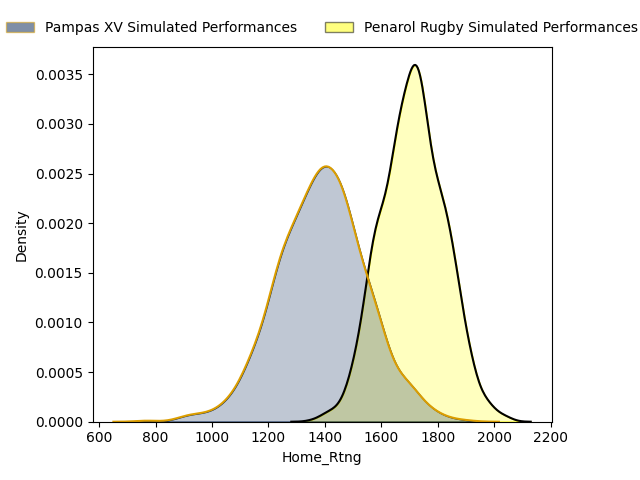 Pampas XV Simulated Performances Penarol Rugby Simulated Performances
0.0035
0.0030
0.0025
0.0020
0.0015
0.0010
0.0005
0.0000
Density
600 800 1000 1200 1400 1600 1800 2000 2200
Home_Rtng